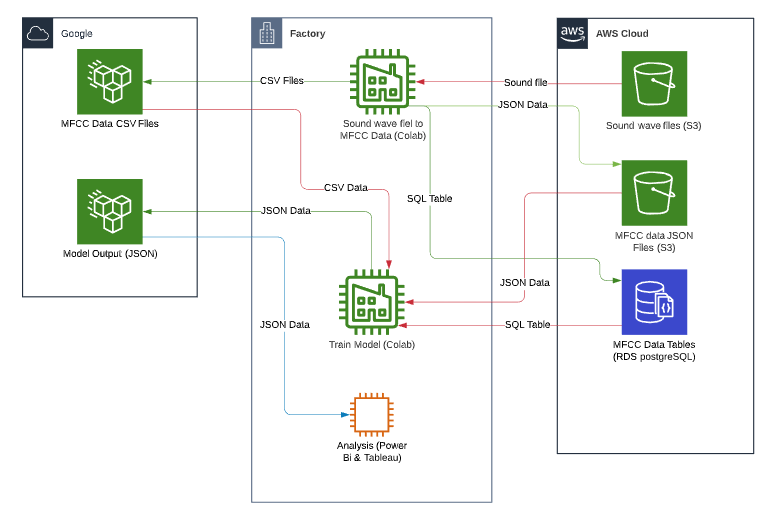 Google
Factory
aws
AWS Cloud
CSV Files
Sound file
JSON Data
MFCC Data CSV Files
Sound wave fiel to
MFCC Data (Colab)
Sound wave files (S3)
CSV Data
SQL Table
JSON Data
MFCC data JSON
Files (S3)
Model Output (JSON)
JSON Data
JSON Data
SQL Table
Train Model (Colab)
MFCC Data Tables
(RDS postgreSQL)
Analysis (Power
Bi & Tableau)